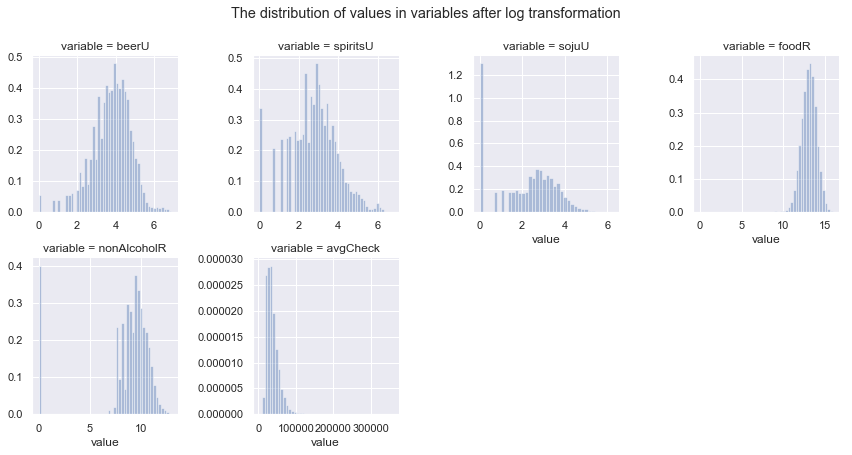 The distribution of values in variables after log transformation
variable = beerU
variable = spiritsU
variable = sojuU
variable = foodR
0.5
0.4
0.3
0.2
0.1
0.0
0 2 4 6
0.5
0.4
0.3
0.2
0.1
0.0
0 2 4 6
1.2
1.0
0.8
0.6
0.4
0.2
0.0
0 2 4 6
value
0.4
0.3
0.2
0.1
0.0
0 5 10 15
value
variable = nonAlcoholR
variable = avgCheck
0.4
0.3
0.2
0.1
0.0
0 5 10
value
0.000030
0.000025
0.000020
0.000015
0.000010
0.000005
0.000000
0 100000 200000 300000
value